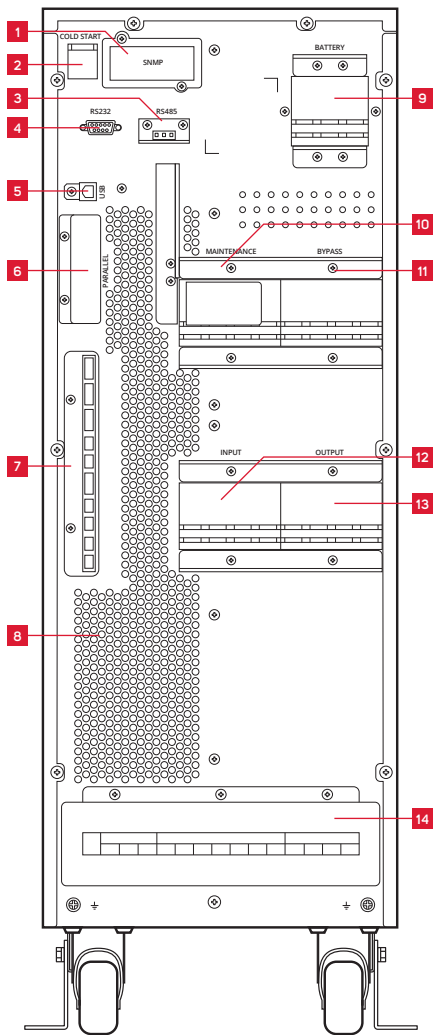 1
COLD START
BATTERY
2
SNMP
3
RS232
RS485
9
4
5
USB
10
MAINTENANCE
BYPASS
6
PARALLEL
11
INPUT
OUTPUT
12
7
13
8
14